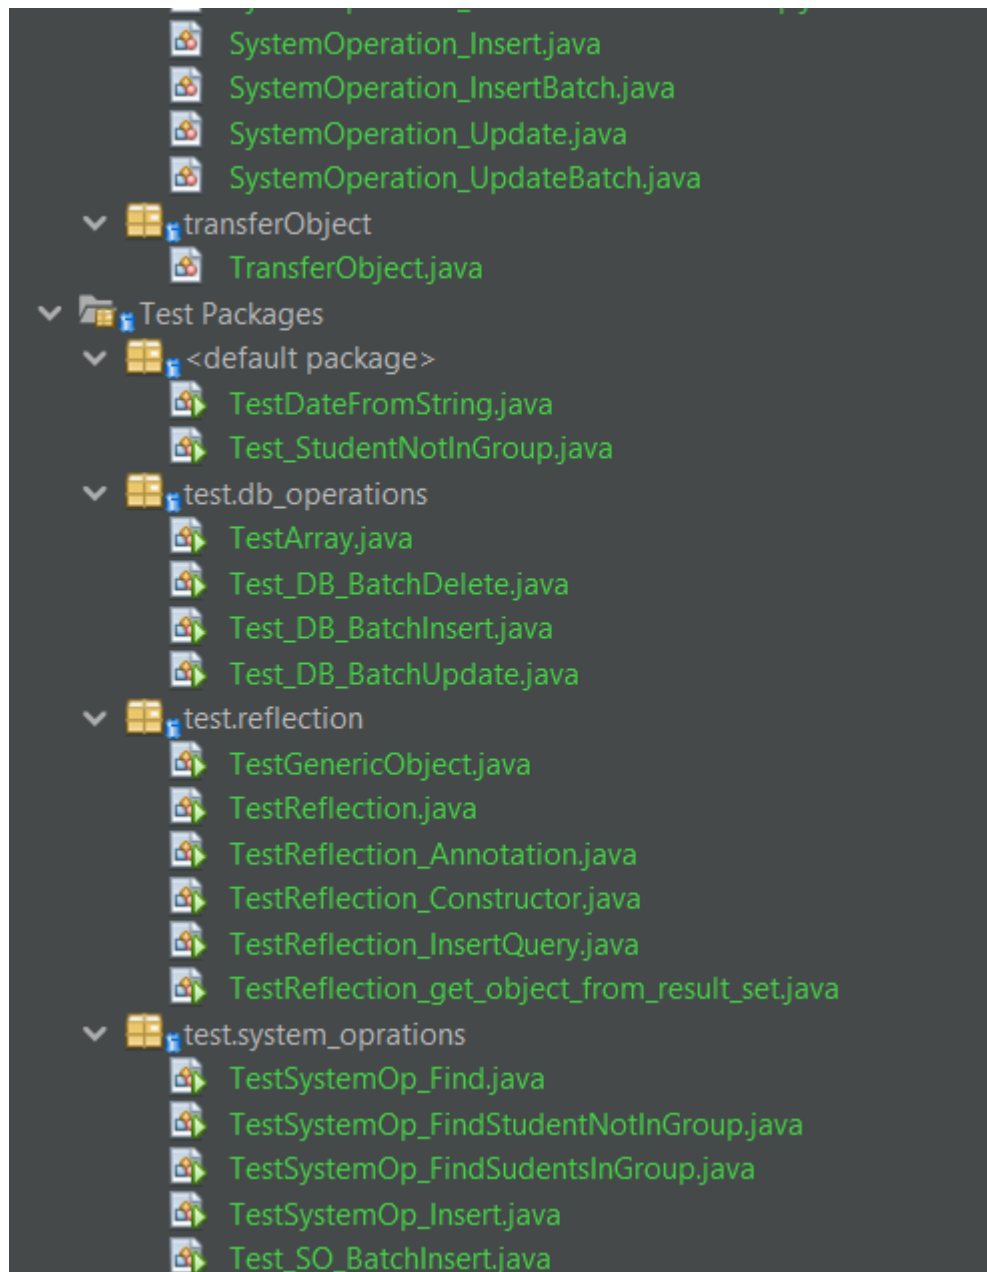 SystemOperation_Insert.java
SystemOperation_InsertBatch.java
SystemOperation_Update.java
SystemOperation_UpdateBatch.java
transferObject
TransferObject.java
Test Packages
<default package>
TestDateFromString.java
Test_StudentNotInGroup.java
test.db_operations
TestArray.java
Test_DB_BatchDelete.java
Test_DB_BatchInsert.java
Test_DB_BatchUpdate.java
test.reflection
TestGenericObject.java
TestReflection.java
TestReflection_Annotation.java
TestReflection_Constructor.java
TestReflection_InsertQuery.java
TestReflection_get_object_from_result_set.java
test.system_oprations
TestSystemOp_Find.java
TestSystemOp_FindStudentNotInGroup.java
TestSystemOp_FindSudentsInGroup.java
TestSystemOp_Insert.java
Test_SO_BatchInsert.java